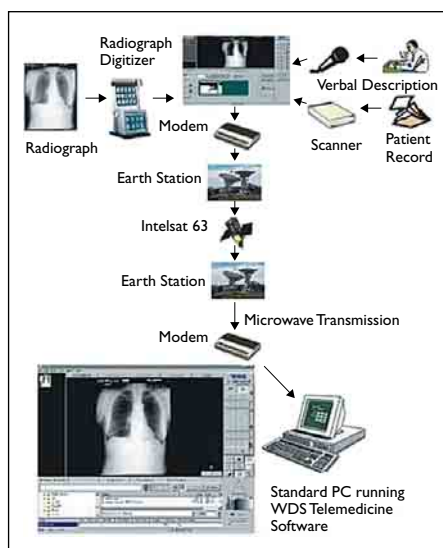 Radiograph
Digitizer
Verbal Description
Modem
Radiograph
Scanner
Patient
Record
Earth Station
Intelsat 63
Earth Station
Microwave Transmission
Modem
Standard PC running
WDS Telemedicine
Software